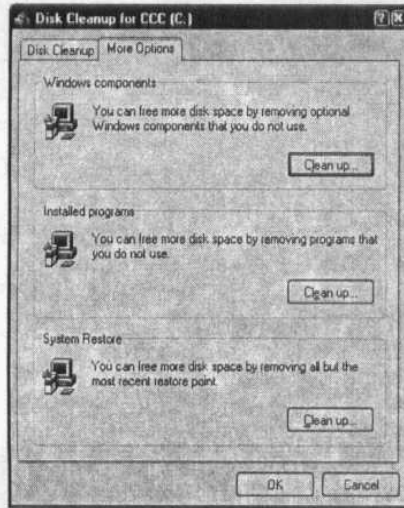 Disk Cleanup for CCC (C:)
Disk Cleanup
More Options
Windows components
You can free more disk space by removing optional
Windows components that you do not use.
Clean up...
Installed programs
You can free more disk space by removing programs that
you do not use.
Clean up...
System Restore
You can free more disk space by removing all but the
most recent restore point.
Clean up...
OK
Cancel